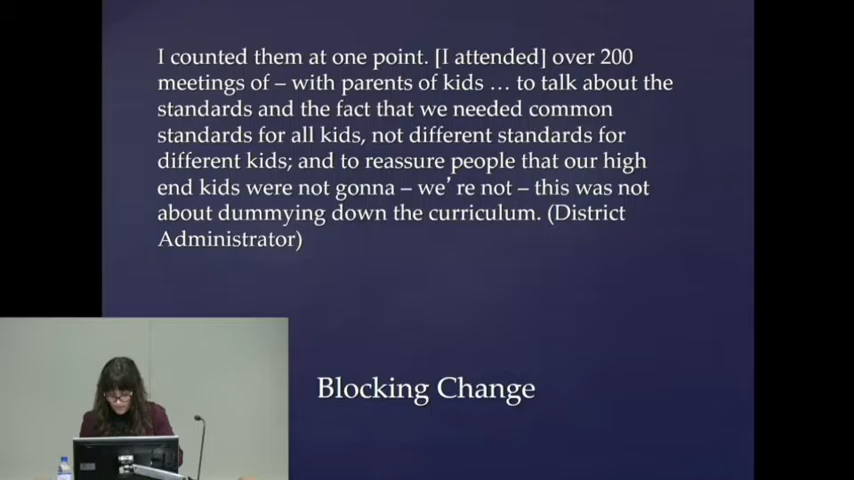 I counted them at one point. [I attended] over 200
meetings of – with parents of kids … to talk about the
standards and the fact that we needed common
standards for all kids, not different standards for
different kids; and to reassure people that our high
end kids were not gonna – we’re not – this was not
about dummying down the curriculum. (District
Administrator)
Blocking Change